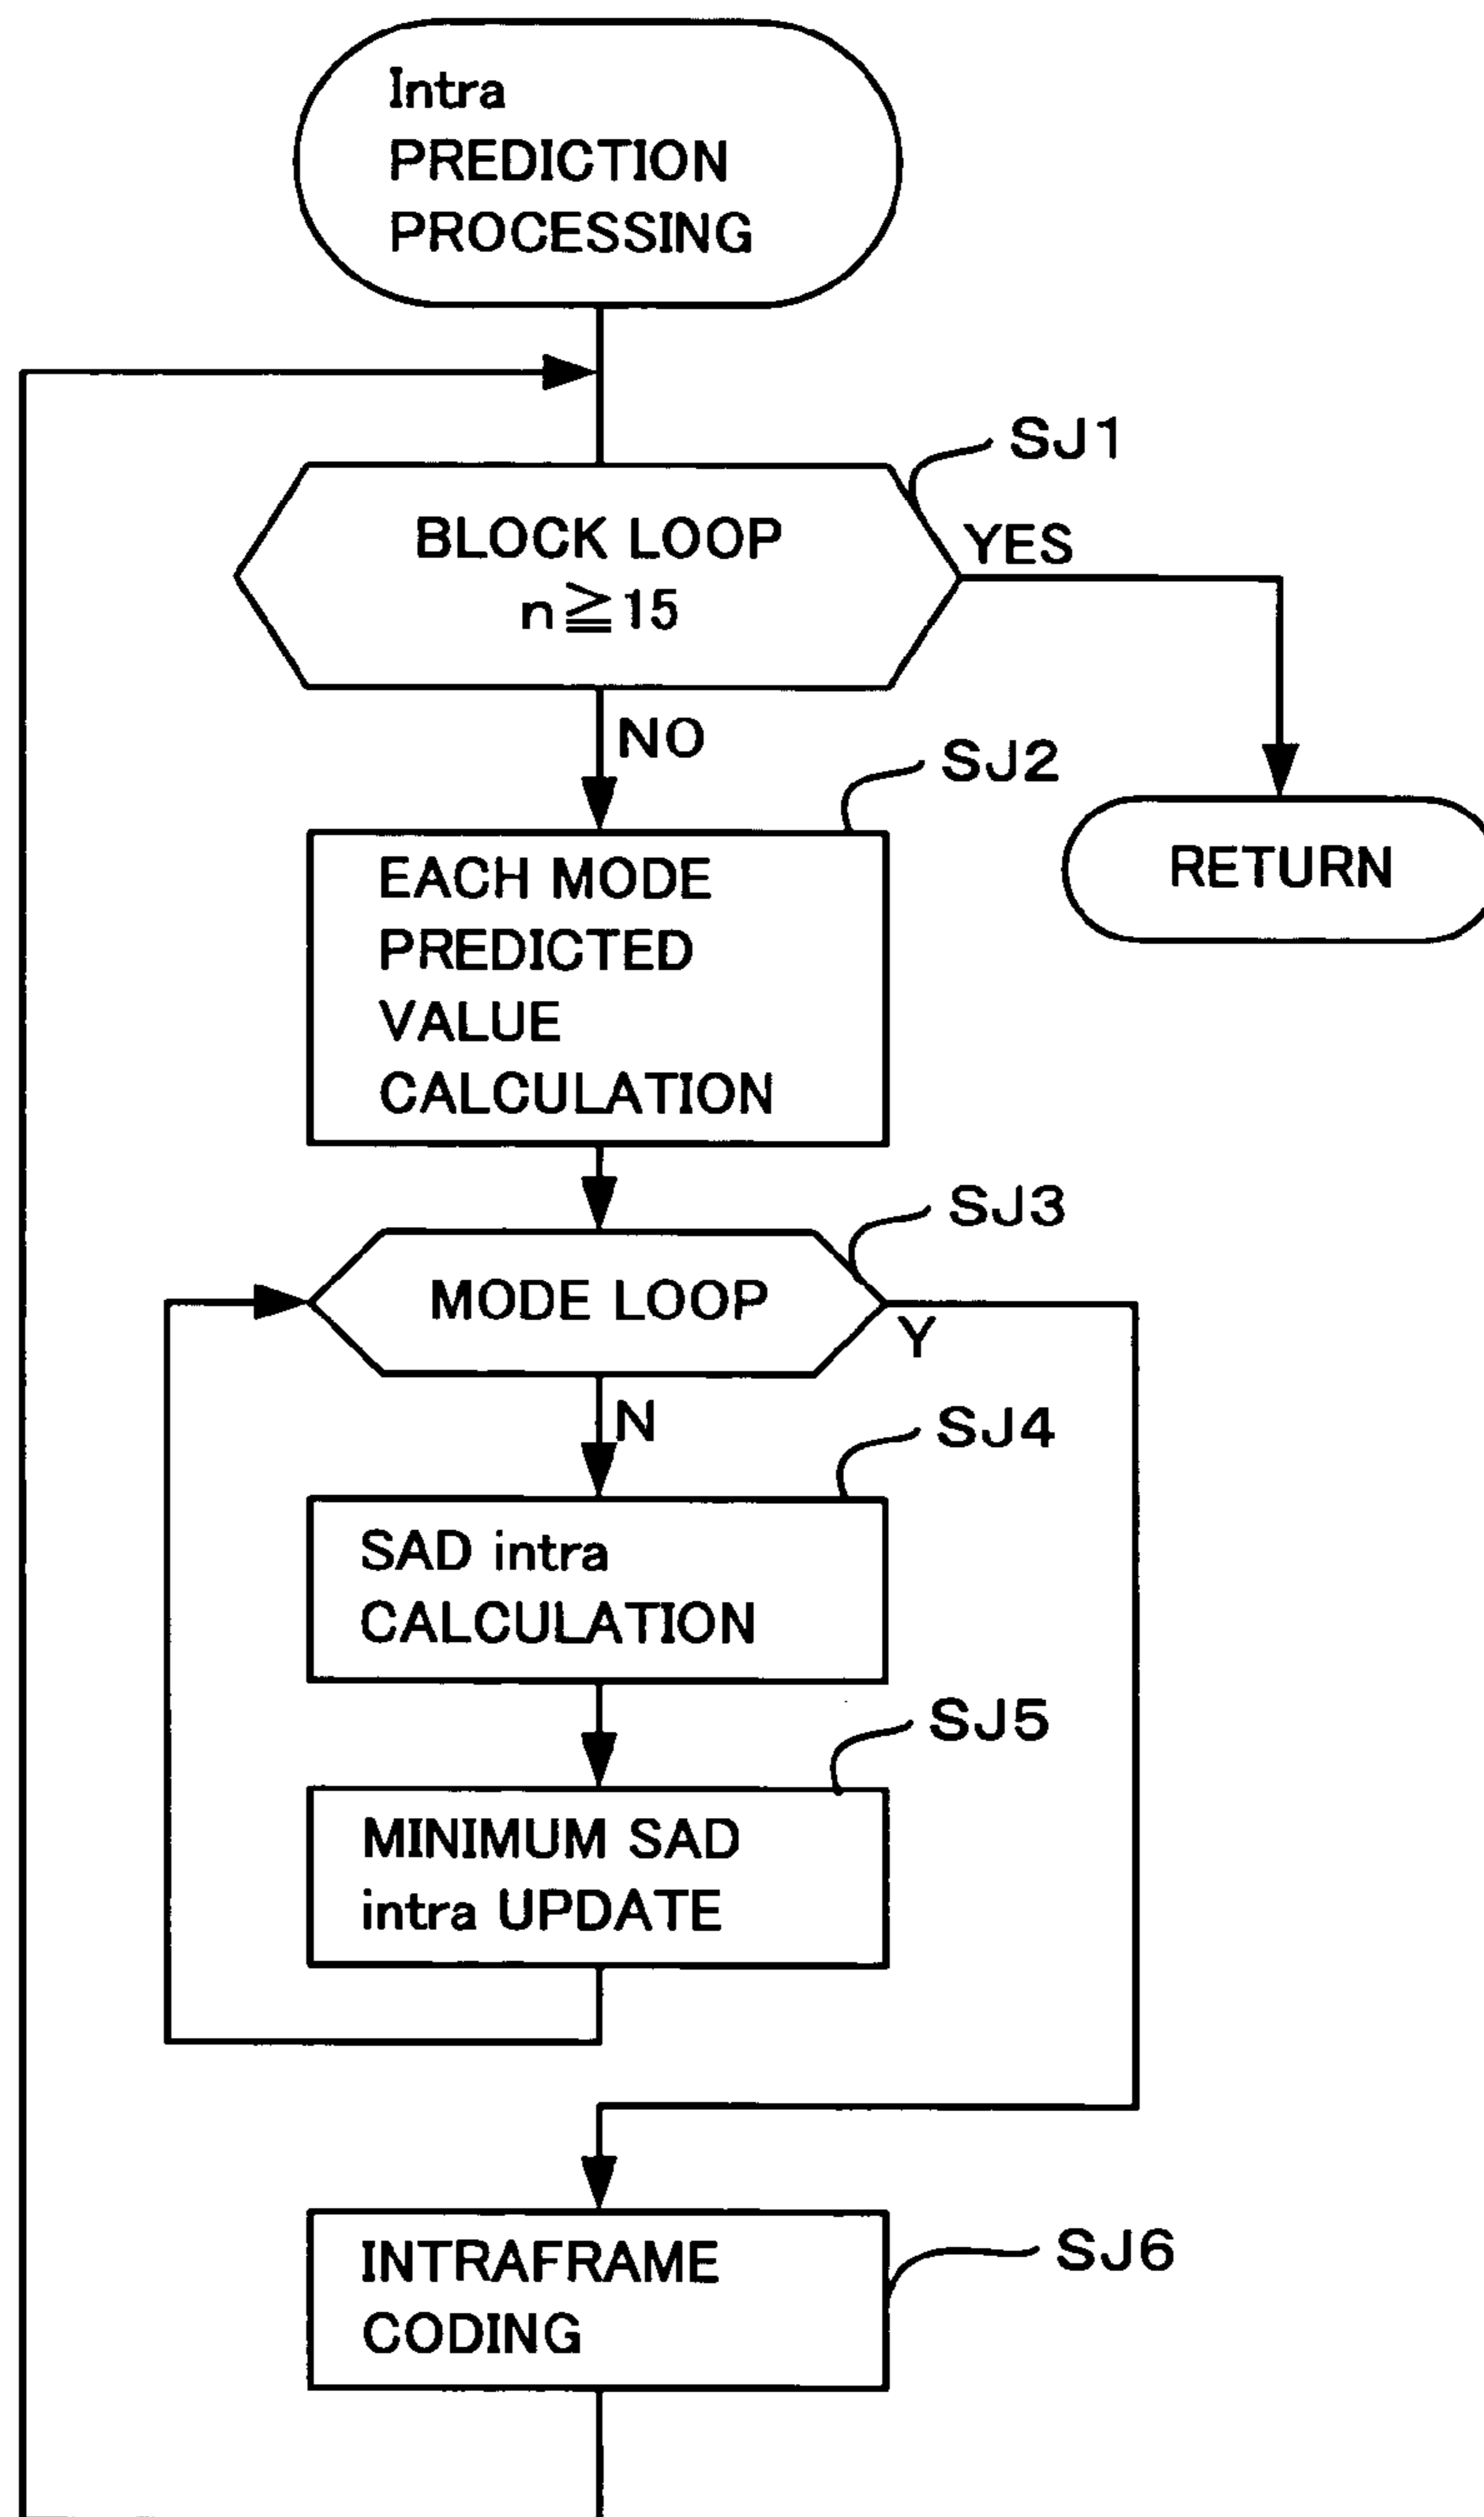 Intra
PREDICTION
PROCESSING
SJ1
BLOCK LOOP
YES
n≧15
NO
SJ2
RETURN
EACH MODE
PREDICTED
VALUE
CALCULATION
SJ3
MODE LOOP
Y
N
SJ4
SAD intra
CALCULATION
SJ5
MINIMUM SAD
intra UPDATE
SJ6
INTRAFRAME
CODING